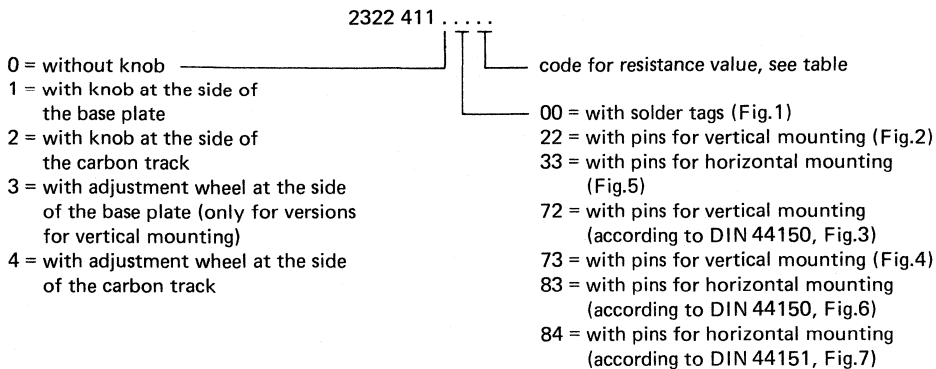 2322 411 . . . . .
0 = without knob
1 = with knob at the side of
the base plate
2 = with knob at the side of
the carbon track
3 = with adjustment wheel at the side
of the base plate (only for versions
for vertical mounting)
4 = with adjustment wheel at the side
of the carbon track
code for resistance value, see table
00 = with solder tags (Fig.1)
22 = with pins for vertical mounting (Fig.2)
33 = with pins for horizontal mounting
(Fig.5)
72 = with pins for vertical mounting
(according to DIN 44150, Fig.3)
73 = with pins for vertical mounting (Fig.4)
83 = with pins for horizontal mounting
(according to DIN 44150, Fig.6)
84 = with pins for horizontal mounting
(according to DIN 44151, Fig.7)